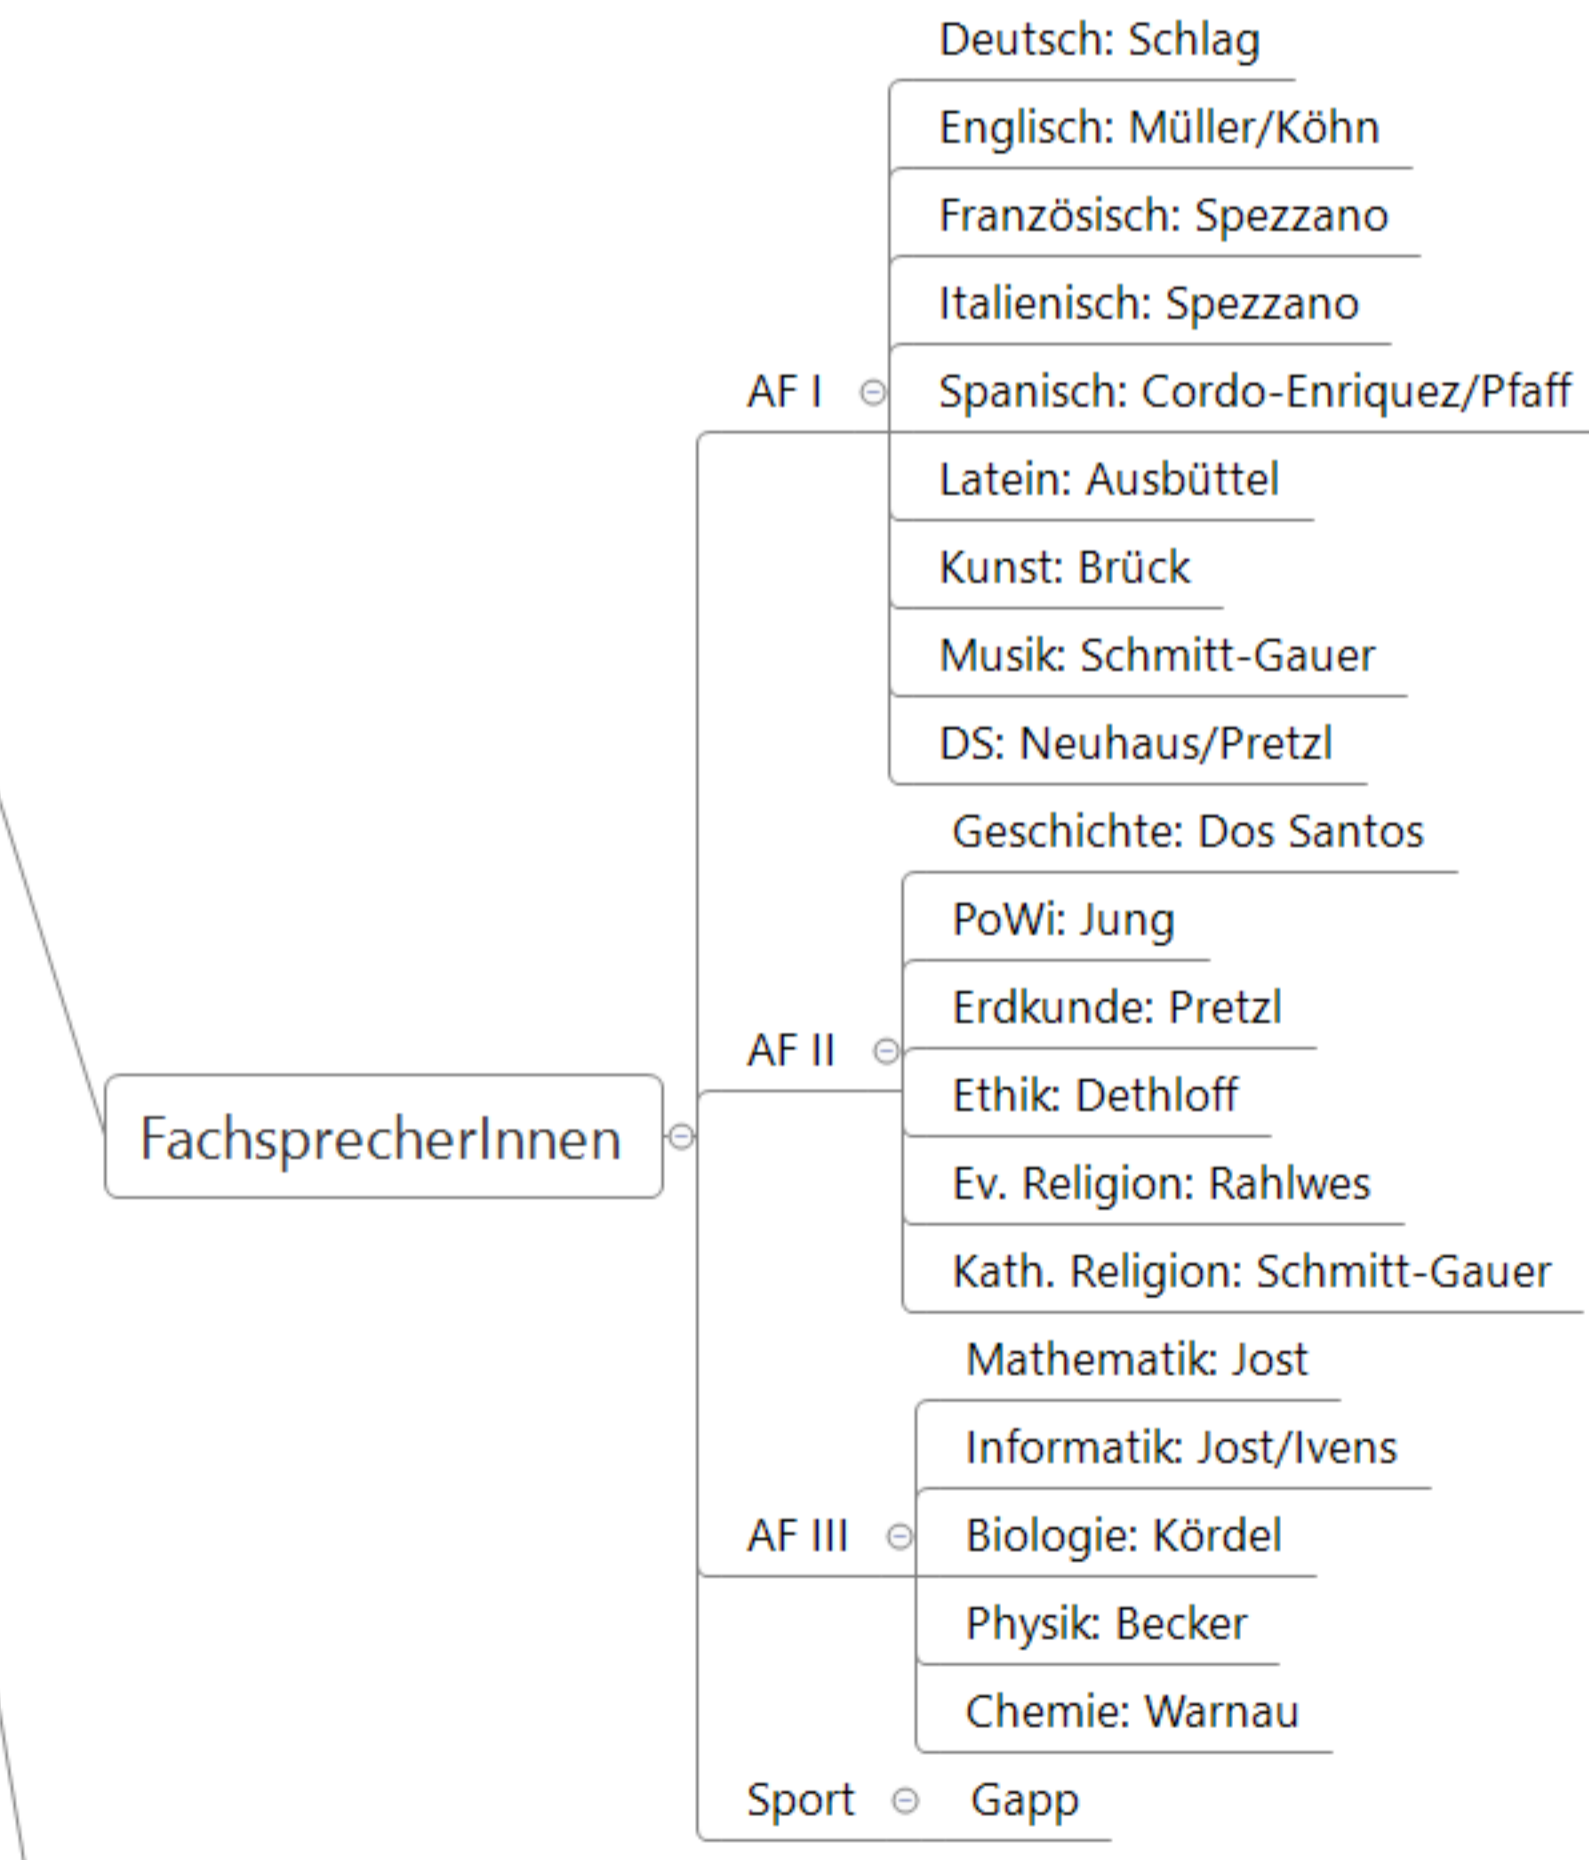 FachsprecherInnen
AF I
Deutsch: Schlag
Englisch: Müller/Köhn
Französisch: Spezzano
Italienisch: Spezzano
Spanisch: Cordo-Enriquez/Pfaff
Latein: Ausbüttel
Kunst: Brück
Musik: Schmitt-Gauer
DS: Neuhaus/Pretzl
AF II
Geschichte: Dos Santos
PoWi: Jung
Erdkunde: Pretzl
Ethik: Dethloff
Ev. Religion: Rahlwes
Kath. Religion: Schmitt-Gauer
AF III
Mathematik: Jost
Informatik: Jost/Ivens
Biologie: Kördel
Physik: Becker
Chemie: Warnau
Sport
Gapp